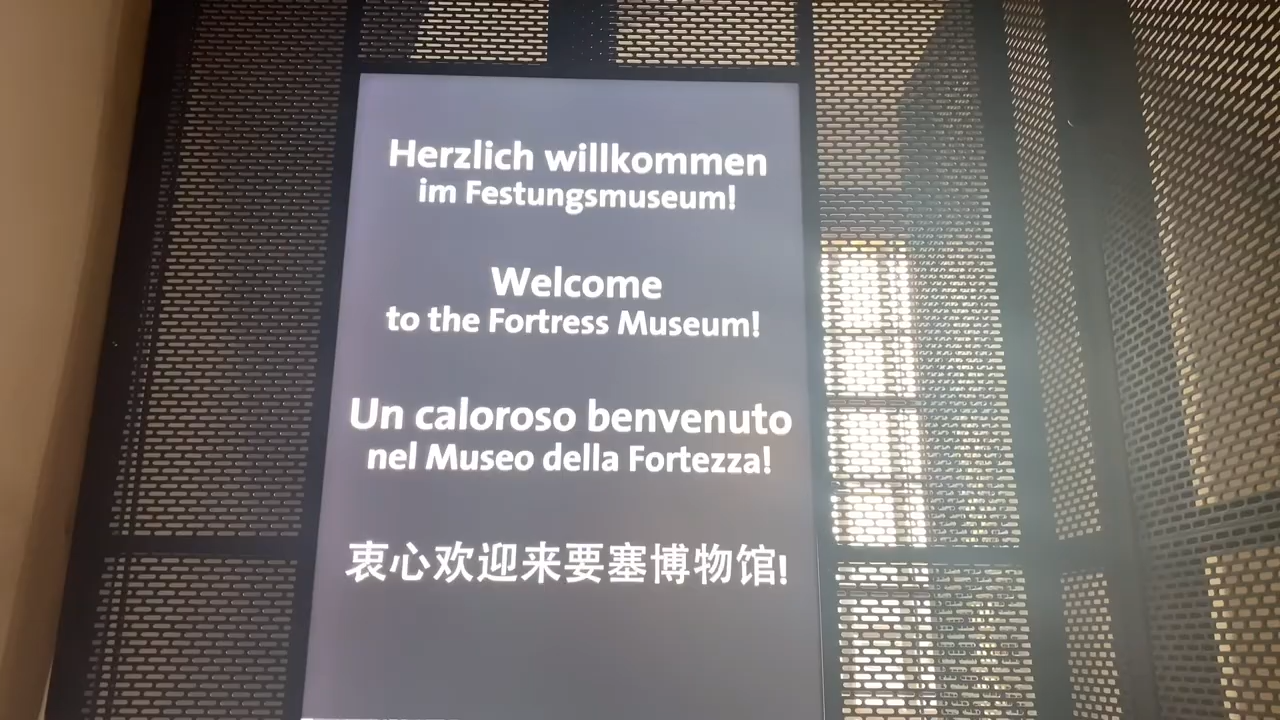 Herzlich willkommen
im Festungsmuseum!
Welcome
to the Fortress Museum!
Un caloroso benvenuto
nel Museo della Fortezza!
衷心欢迎来要塞博物馆!